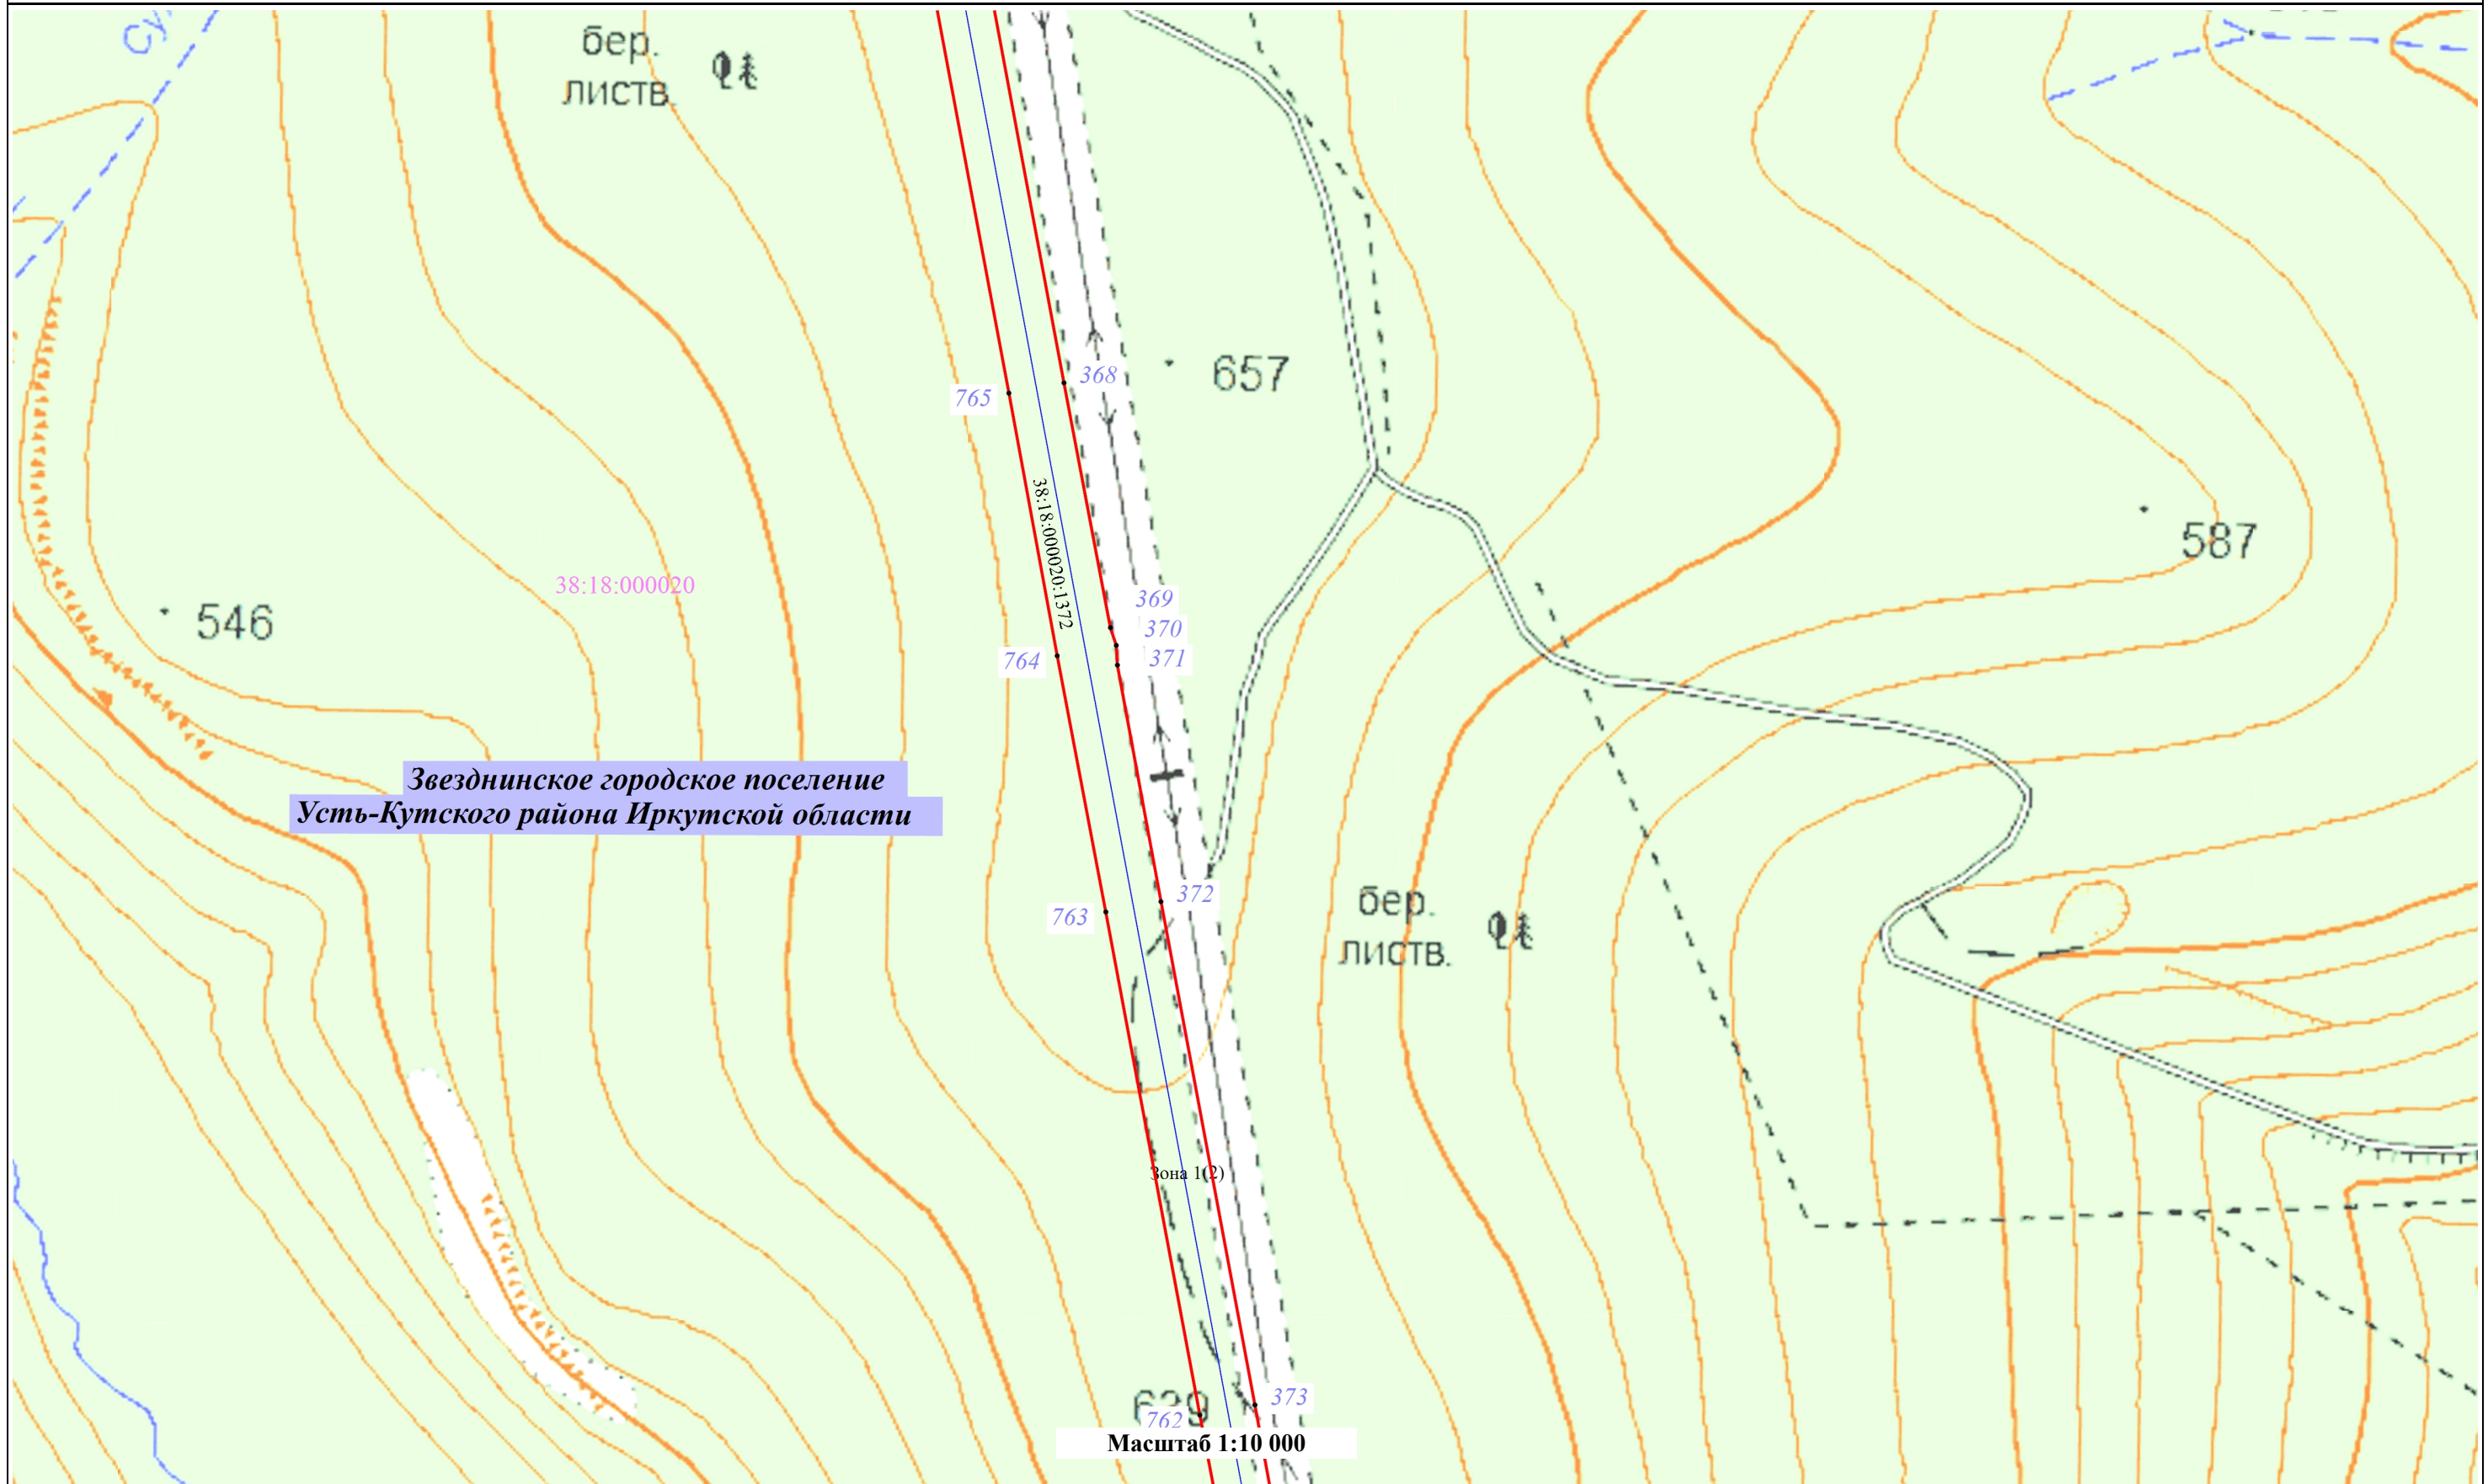 бер.
листв.
657
368
765
38:18:000020:1372
587
38:18:000020
546
369
370
371
764
Звезднинское городское поселение
Усть-Кутского района Иркутской области
372
763
бер.
листв.
Зона 1(2)
373
762
Масштаб 1:10 000